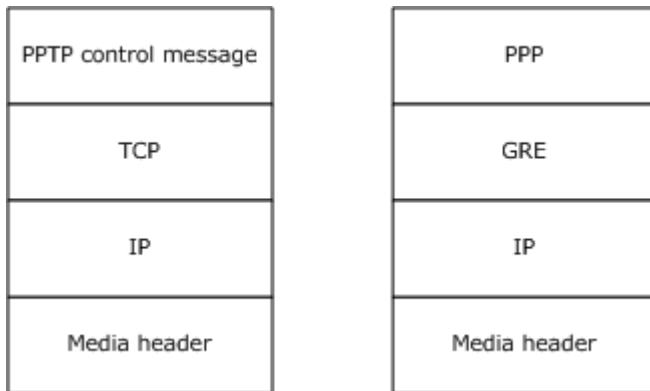 PPTP control message
TCP
IP
Media header
PPP
GRE
IP
Media header